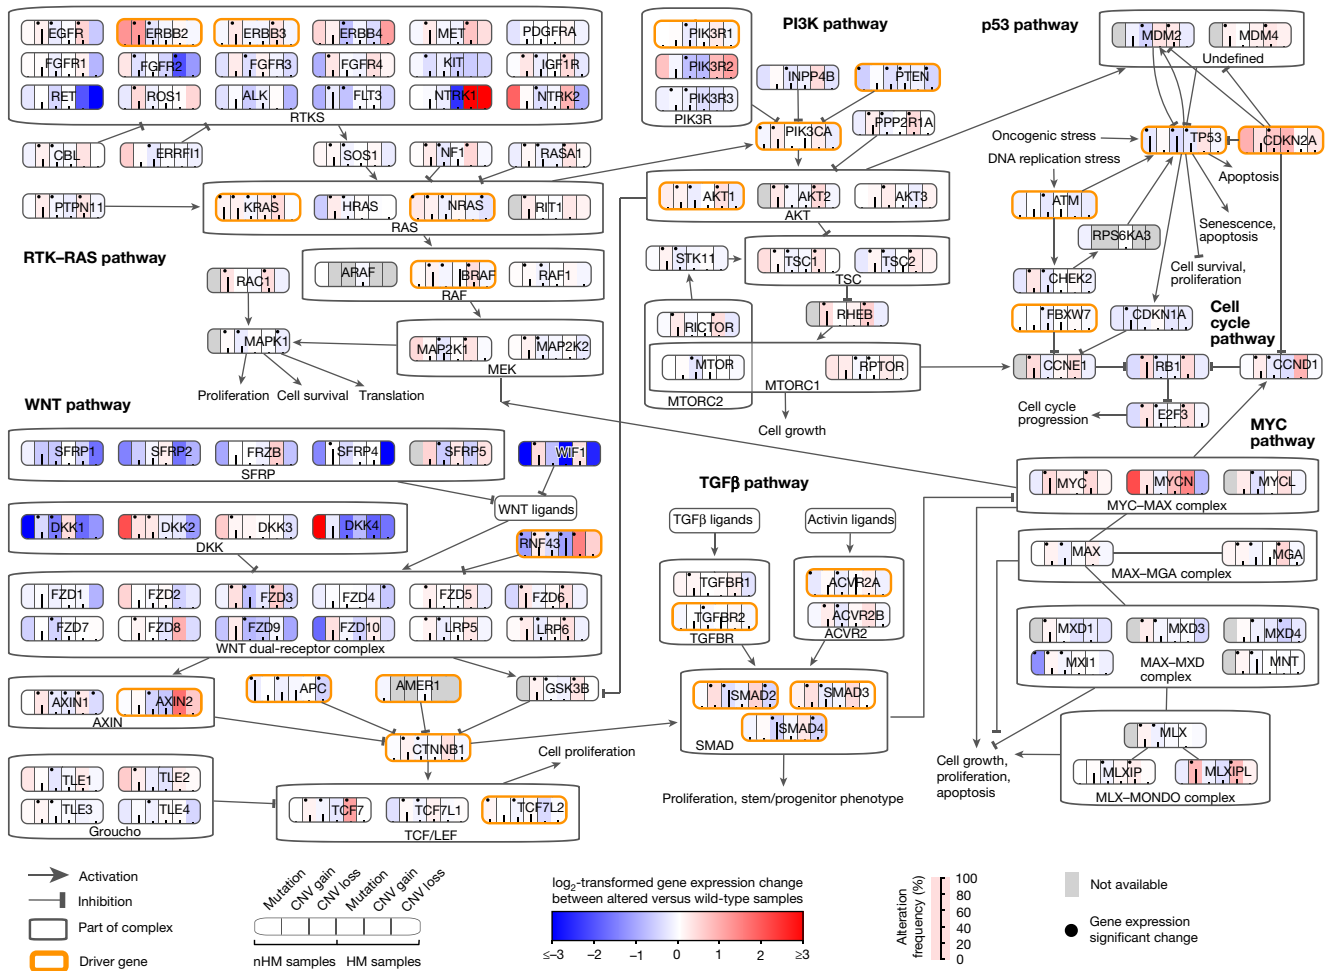 EGFR
ERBB2
ERBB3
ERBB4
MET
PDGFRA
FGFR1
FGFR2
FGFR3
FGFR4
KIT
IGF1R
RET
ROS1
ALK
FLT3
NTRK1
NTRK2
RTKS
CBL
ERRFI1
SOS1
NF1
RASA1
PTPN11
KRAS
HRAS
NRAS
RIT1
RAS
RTK–RAS pathway
RAC1
ARAF
BRAF
RAF1
RAF
MAPK1
MAP2K1
MAP2K2
MEK
Proliferation
Cell survival
Translation
PI3K pathway
PIK3R1
PIK3R2
PIK3R3
PIK3R
INPP4B
PTEN
PIK3CA
PPP2R1A
AKT1
AKT2
AKT3
AKT
STK11
TSC1
TSC2
TSC
RICTOR
RHEB
MTOR
RPTOR
MTORC1
MTORC2
Cell growth
p53 pathway
MDM2
MDM4
Undefined
Oncogenic stress
TP53
CDKN2A
DNA replication stress
Apoptosis
ATM
RPS6KA3
Senescence,
apoptosis
CHEK2
Cell survival,
proliferation
FBXW7
CDKN1A
Cell
cycle
pathway
CCNE1
RB1
CCND1
Cell cycle
progression
E2F3
MYC
pathway
MYC
MYCN
MYCL
MYC–MAX complex
MAX
MGA
MAX–MGA complex
MXD1
MXD3
MXD4
MXI1
MAX–MXD
complex
MNT
MLX
MLXIP
MLXIPL
MLX–MONDO complex
Cell growth,
proliferation,
apoptosis
WNT pathway
SFRP1
SFRP2
FRZB
SFRP4
SFRP5
SFRP
WIF1
WNT ligands
DKK1
DKK2
DKK3
DKK4
DKK
RNF43
FZD1
FZD2
FZD3
FZD4
FZD5
FZD6
FZD7
FZD8
FZD9
FZD10
LRP5
LRP6
WNT dual-receptor complex
AXIN1
AXIN2
AXIN
APC
AMER1
GSK3B
CTNNB1
Cell proliferation
TLE1
TLE2
TLE3
TLE4
Groucho
TCF7
TCF7L1
TCF7L2
TCF/LEF
TGFβ pathway
TGFβ ligands
Activin ligands
TGFBR1
TGFBR2
TGFBR
ACVR2A
ACVR2B
ACVR2
SMAD2
SMAD3
SMAD4
SMAD
Proliferation, stem/progenitor phenotype
Activation
Inhibition
Part of complex
Driver gene
Mutation
CNV gain
CNV loss
Mutation
CNV gain
CNV loss
nHM samples
HM samples
log2-transformed gene expression change
between altered versus wild-type samples
≤−3
−2
−1
0
1
2
≥3
Alteration
frequency (%)
100
80
60
40
20
0
Not available
Gene expression
significant change